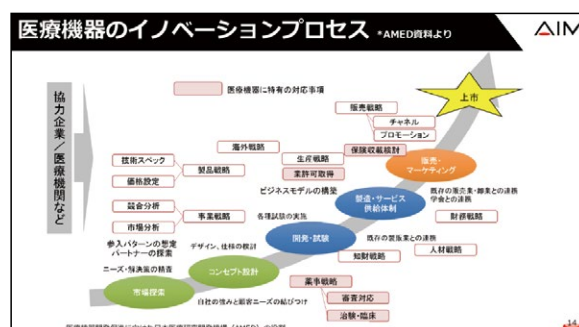 医療機器のイノベーションプロセス *AMED資料より
AIM
医療機器に特有の対応事項
協力企業／医療機関など
上市
販売戦略
チャネル
プロモーション
海外戦略
生産戦略
保険収載検討
業許可取得
技術スペック
価格設定
製品戦略
販売・
マーケティング
ビジネスモデルの構築
製造・サービス
供給体制
既存の販売業・卸業との連携
学会との連携
競合分析
市場分析
事業戦略
各種試験の実施
財務戦略
開発・試験
参入パターンの想定
パートナーの探索
デザイン、仕様の検討
既存の製販業との連携
人材戦略
知財戦略
ニーズ・解決策の精査
コンセプト設計
薬事戦略
審査対応
治験・臨床
市場探索
自社の強みと顧客ニーズの結びつけ
14